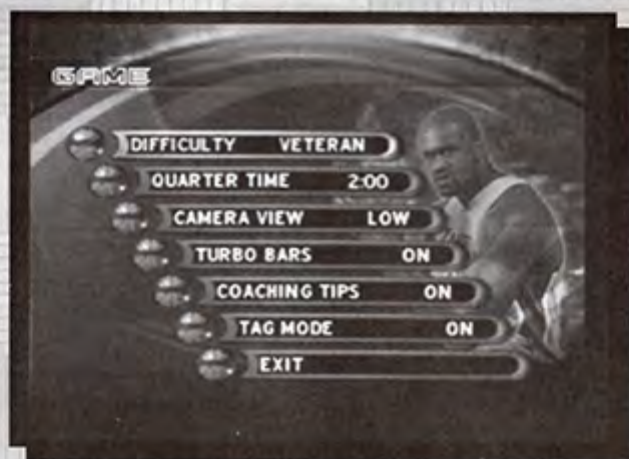 GAME
DIFFICULTY VETERAN
QUARTER TIME 2:00
CAMERA VIEW LOW
TURBO BARS ON
COACHING TIPS ON
TAG MODE ON
EXIT